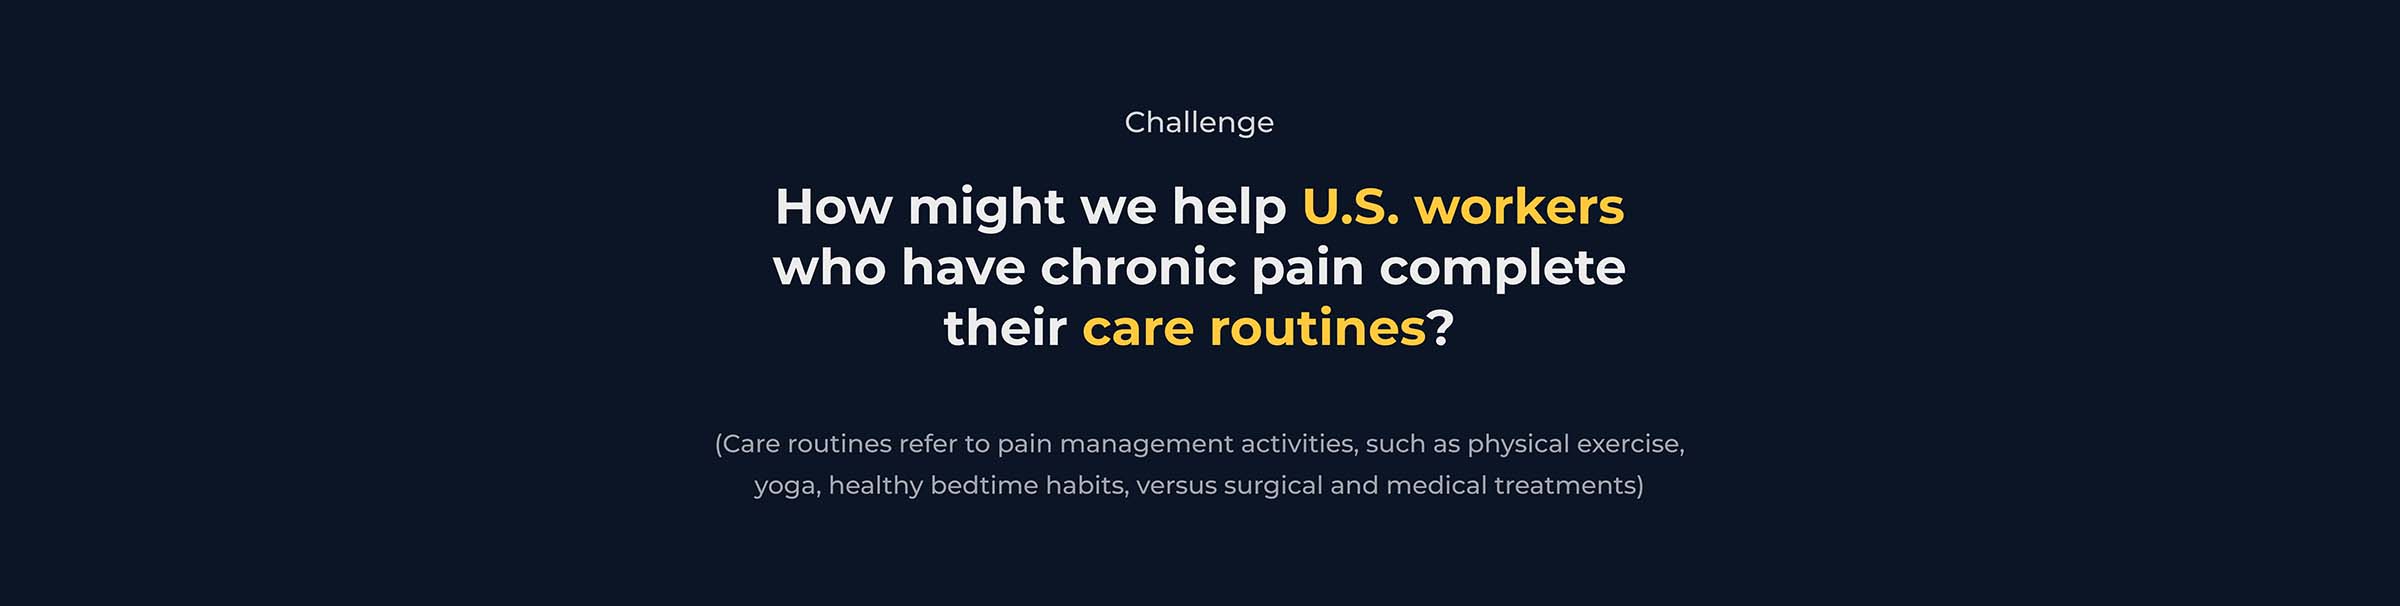 Challenge
How might we help U.S. workers
who have chronic pain complete
their care routines?
(Care routines refer to pain management activities, such as physical exercise,
yoga, healthy bedtime habits, versus surgical and medical treatments)